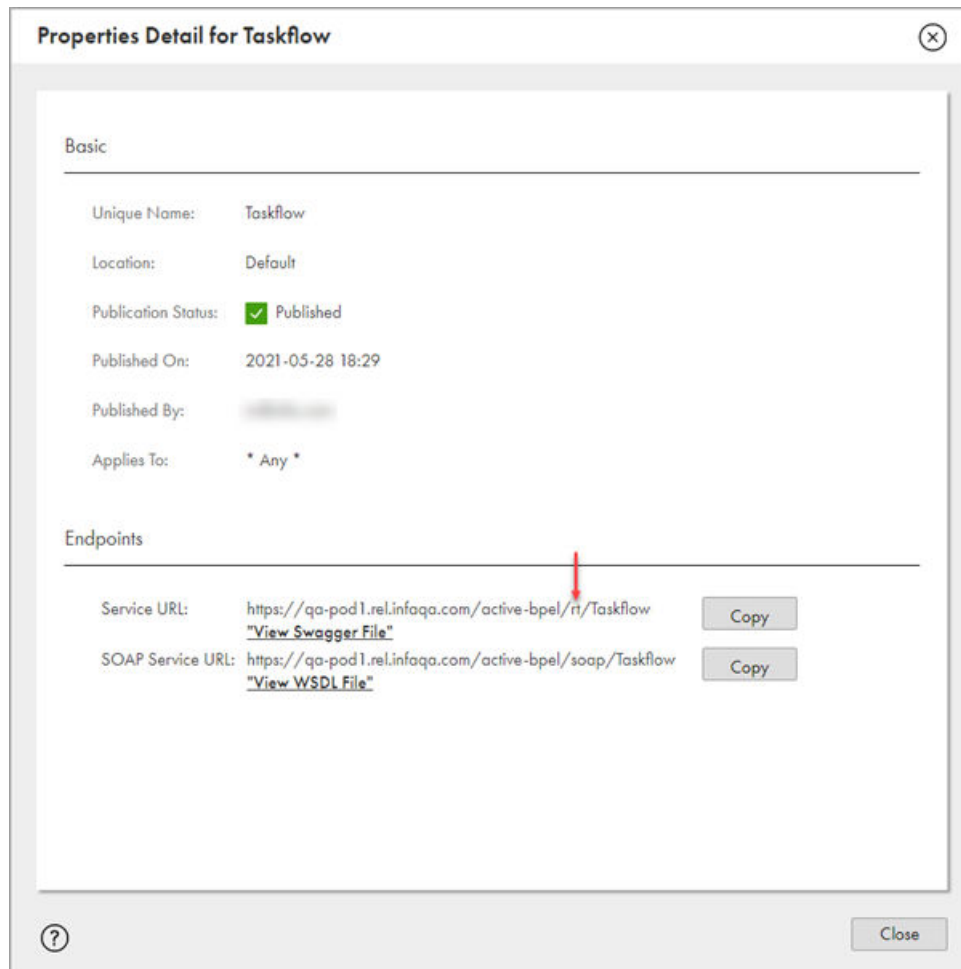 Properties Detail for Taskflow
Basic
Unique Name: Taskflow
Location: Default
Publication Status: Published
Published On: 2021-05-28 18:29
Published By:
Applies To: * Any *
Endpoints
Service URL: https://qa-pod1.rel.infaqa.com/active-bpel/rt/Taskflow Copy
"View Swagger File"
SOAP Service URL: https://qa-pod1.rel.infaqa.com/active-bpel/soap/Taskflow Copy
"View WSDL File"
? Close